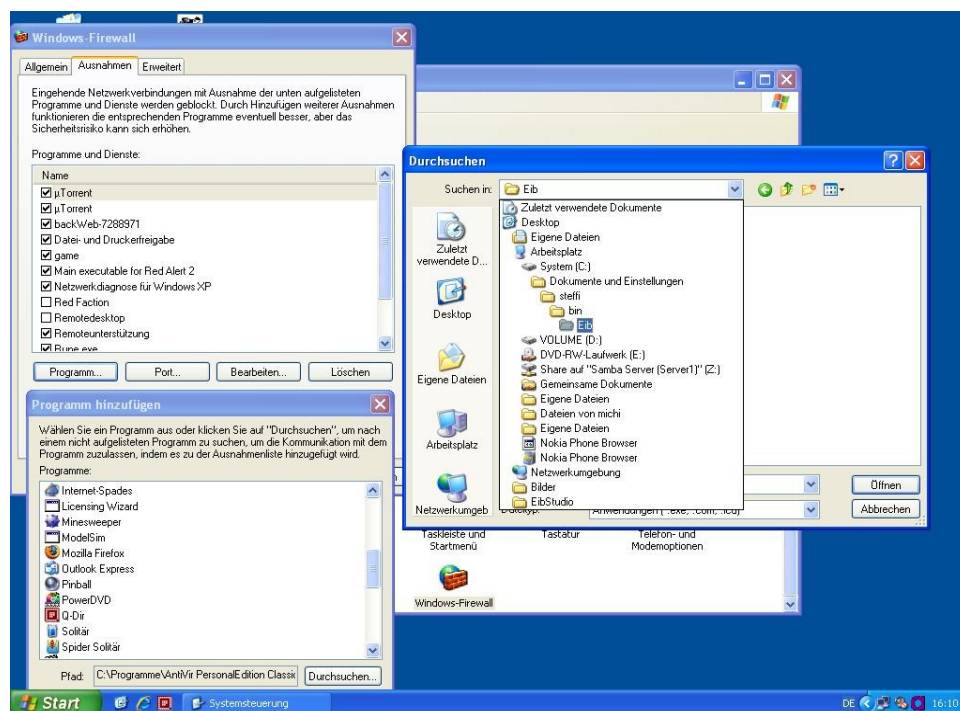 Windows-Firewall
Allgemein Ausnahmen Erweitert
Eingehende Netzwerkverbindungen mit Ausnahme der unten aufgelisteten
Programme und Dienste werden geblockt. Durch Hinzufügen weiterer Ausnahmen
funktionieren die entsprechenden Programme eventuell besser, aber das
Sicherheitsrisiko kann sich erhöhen.
Programme und Dienste:
Name
µTorrent
µTorrent
backWeb-7288971
Datei- und Druckerfreigabe
game
Main executable for Red Alert 2
Netzwerkdiagnose für Windows XP
Red Faction
Remotedesktop
Remoteunterstützung
Rune.exe
Programm... Port... Bearbeiten... Löschen
Programm hinzufügen
Wählen Sie ein Programm aus oder klicken Sie auf "Durchsuchen", um nach
einem nicht aufgelisteten Programm zu suchen, um die Kommunikation mit dem
Programm zuzulassen, indem es zu der Ausnahmenliste hinzugefügt wird.
Programme:
Internet-Spades
Licensing Wizard
Minesweeper
ModelSim
Mozilla Firefox
Outlook Express
Pinball
PowerDVD
Q-Dir
Solitär
Spider Solitär
Pfad: C:\Programme\AntiVir PersonalEdition Classic Durchsuchen...
Durchsuchen
Suchen in: Eib
Zuletzt verwendete D...
Desktop
Eigene Dateien
Arbeitsplatz
Netzwerkumgeb
Zuletzt verwendete Dokumente
Desktop
Eigene Dateien
Arbeitsplatz
System (C:)
Dokumente und Einstellungen
steffi
bin
Eib
VOLUME (D:)
DVD-RW-Laufwerk (E:)
Share auf "Samba Server (Server1)" (Z:)
Gemeinsame Dokumente
Eigene Dateien
Dateien von michi
Eigene Dateien
Nokia Phone Browser
Nokia Phone Browser
Netzwerkumgebung
Bilder
EibStudio
Öffnen
Abbrechen
Taskleiste und Startmenü
Tastatur
Telefon- und Modemoptionen
Windows-Firewall
Start Systemsteuerung DE 16:10